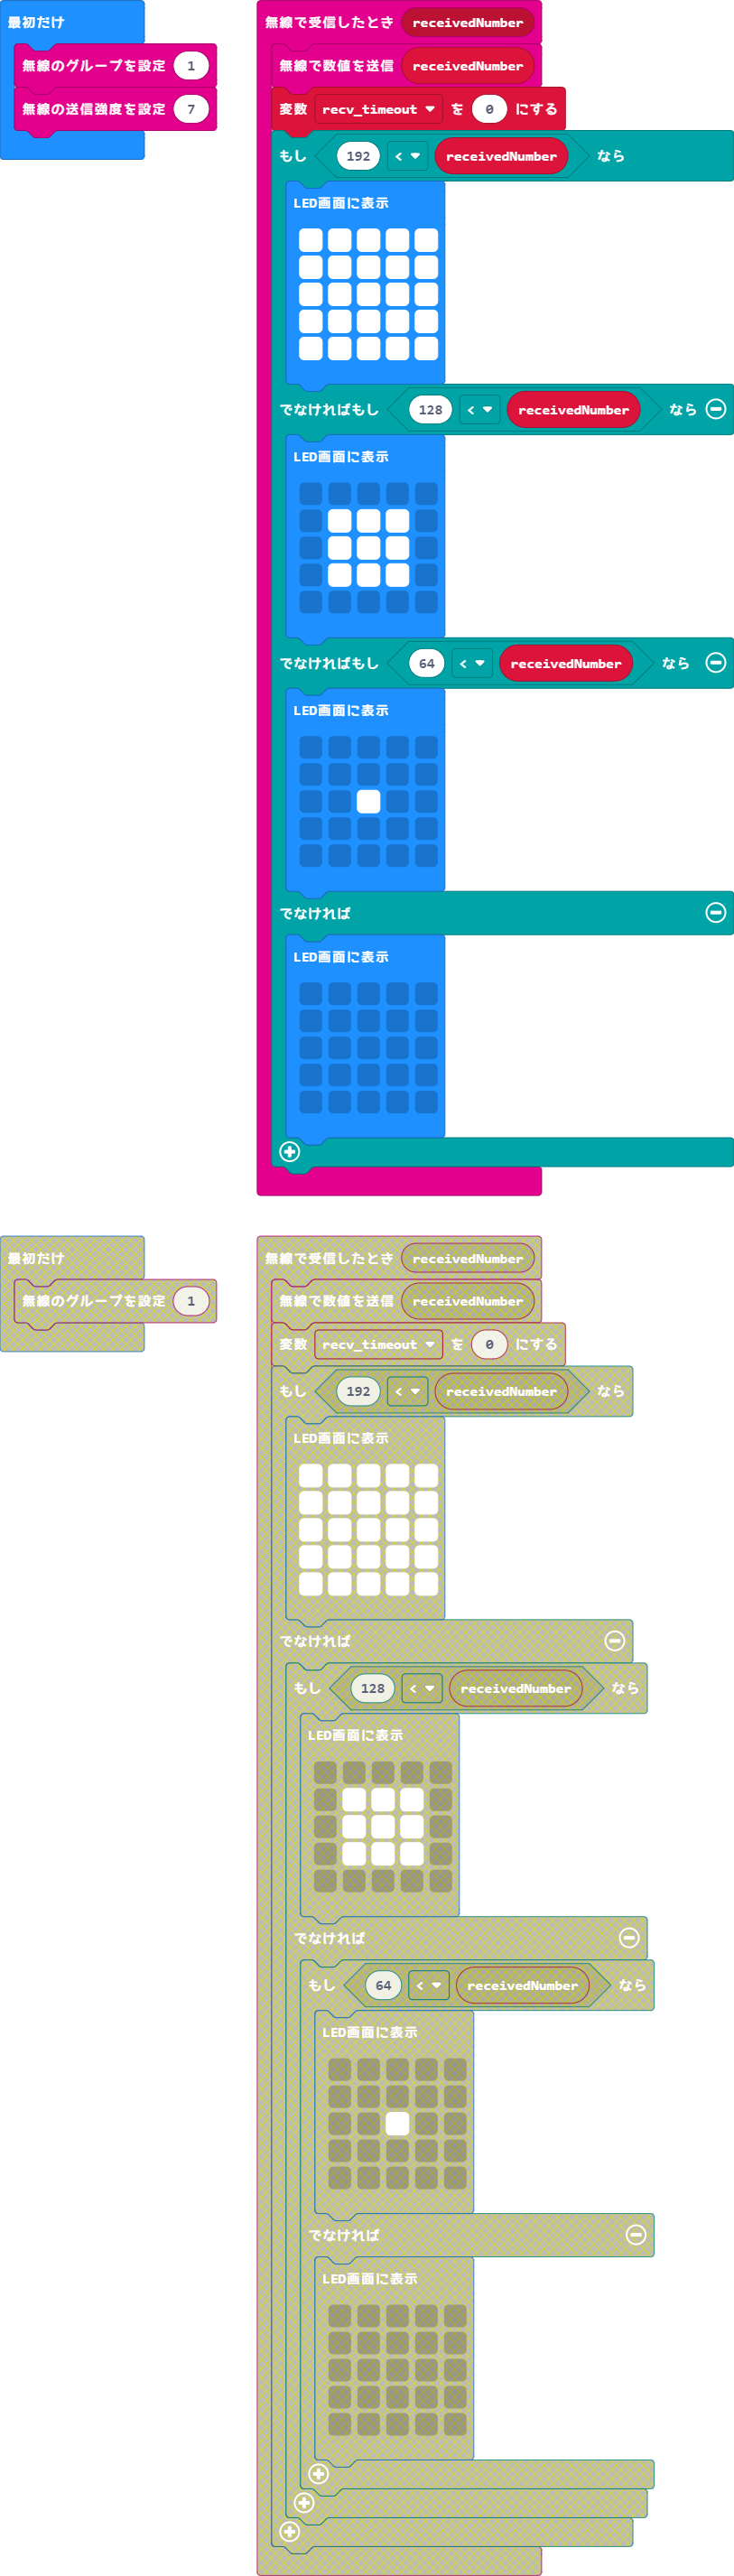 最初だけ
無線のグループを設定 1
無線の送信強度を設定 7
無線で受信したとき receivedNumber
無線で数値を送信 receivedNumber
変数 recv_timeout を 0 にする
もし 192 < receivedNumber なら
LED画面に表示
でなければもし 128 < receivedNumber なら
LED画面に表示
でなければもし 64 < receivedNumber なら
LED画面に表示
でなければ
LED画面に表示
最初だけ
無線のグループを設定 1
無線で受信したとき receivedNumber
無線で数値を送信 receivedNumber
変数 recv_timeout を 0 にする
もし 192 < receivedNumber なら
LED画面に表示
でなければ
もし 128 < receivedNumber なら
LED画面に表示
でなければ
もし 64 < receivedNumber なら
LED画面に表示
でなければ
LED画面に表示